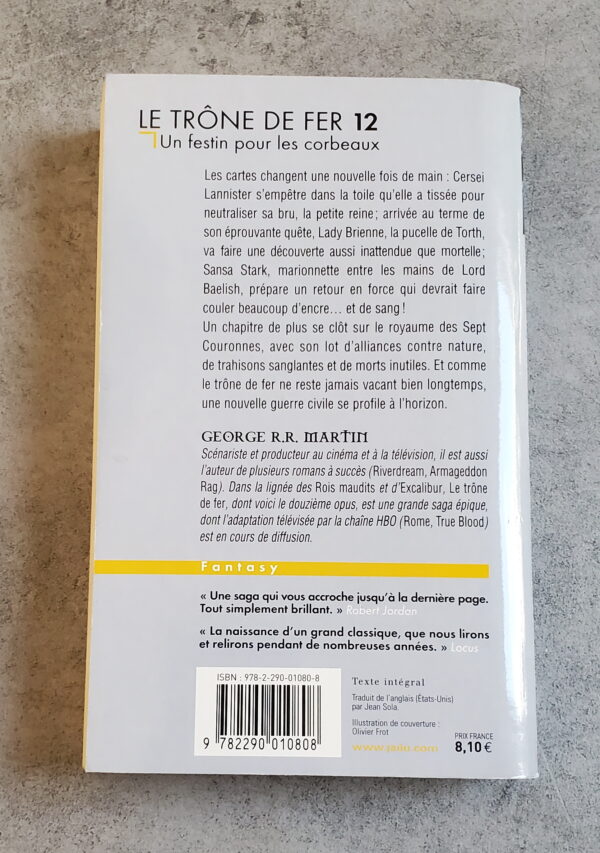 LE TRÔNE DE FER 12
Un festin pour les corbeaux
Les cartes changent une nouvelle fois de main : Cersei
Lannister s'empêtre dans la toile qu'elle a tissée pour
neutraliser sa bru, la petite reine ; arrivée au terme de
son éprouvante quête, Lady Brienne, la pucelle de Torth,
va faire une découverte aussi inattendue que mortelle ;
Sansa Stark, marionnette entre les mains de Lord
Baelish, prépare un retour en force qui devrait faire
couler beaucoup d'encre... et de sang !
Un chapitre de plus se clôt sur le royaume des Sept
Couronnes, avec son lot d'alliances contre nature,
de trahisons sanglantes et de morts inutiles. Et comme
le trône de fer ne reste jamais vacant bien longtemps,
une nouvelle guerre civile se profile à l'horizon.
GEORGE R.R. MARTIN
Scénariste et producteur au cinéma et à la télévision, il est aussi
l'auteur de plusieurs romans à succès (Riverdream, Armageddon
Rag). Dans la lignée des Rois maudits et d'Excalibur, Le trône
de fer, dont voici le douzième opus, est une grande saga épique,
dont l'adaptation télévisée par la chaîne HBO (Rome, True Blood)
est en cours de diffusion.
Fantasy
« Une saga qui vous accroche jusqu'à la dernière page.
Tout simplement brillant. » Robert Jordan
« La naissance d'un grand classique, que nous lirons
et relirons pendant de nombreuses années. » Locus
ISBN : 978-2-290-01080-8
9 782290 010808
Texte intégral
Traduit de l'anglais (États-Unis)
par Jean Sola.
Illustration de couverture :
Olivier Frot
www.jailu.com
PRIX FRANCE
8,10 €